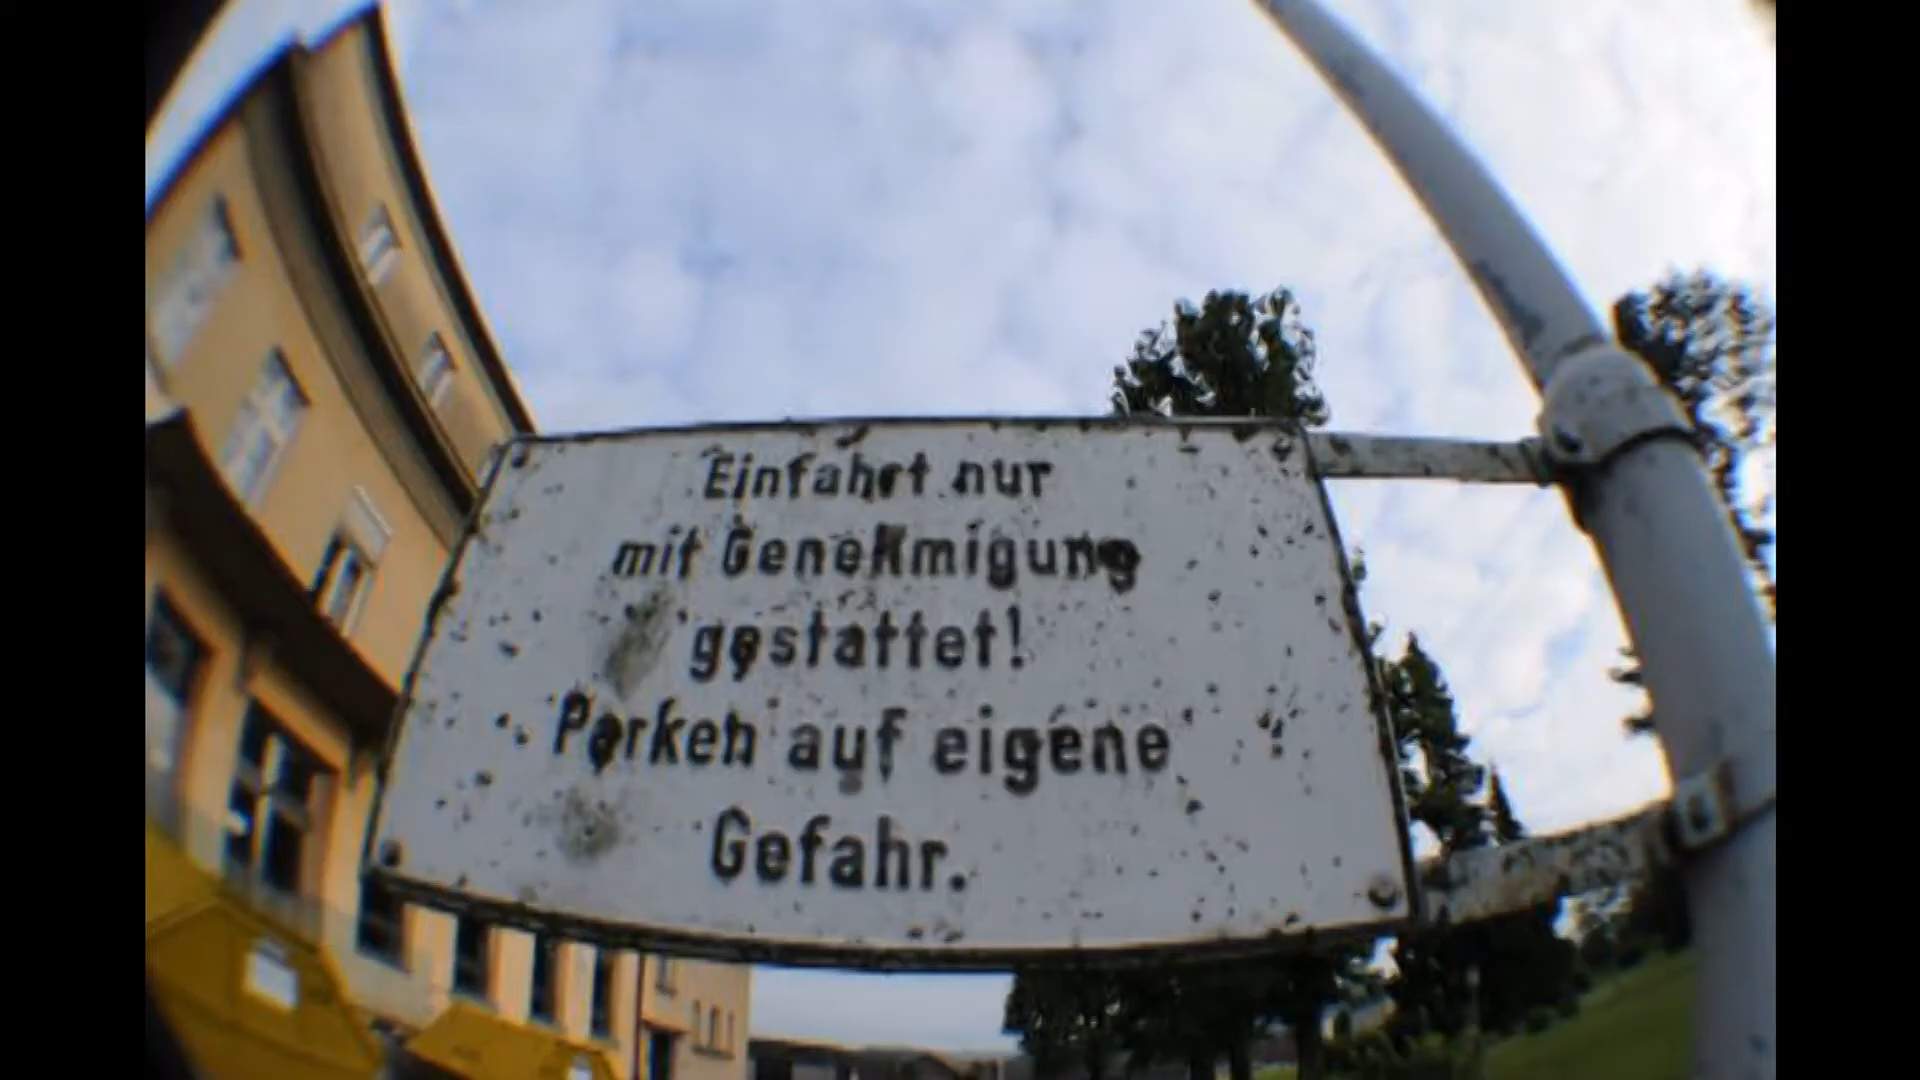 Einfahrt nur
mit Genehmigung
gestattet!
Parken auf eigene
Gefahr.